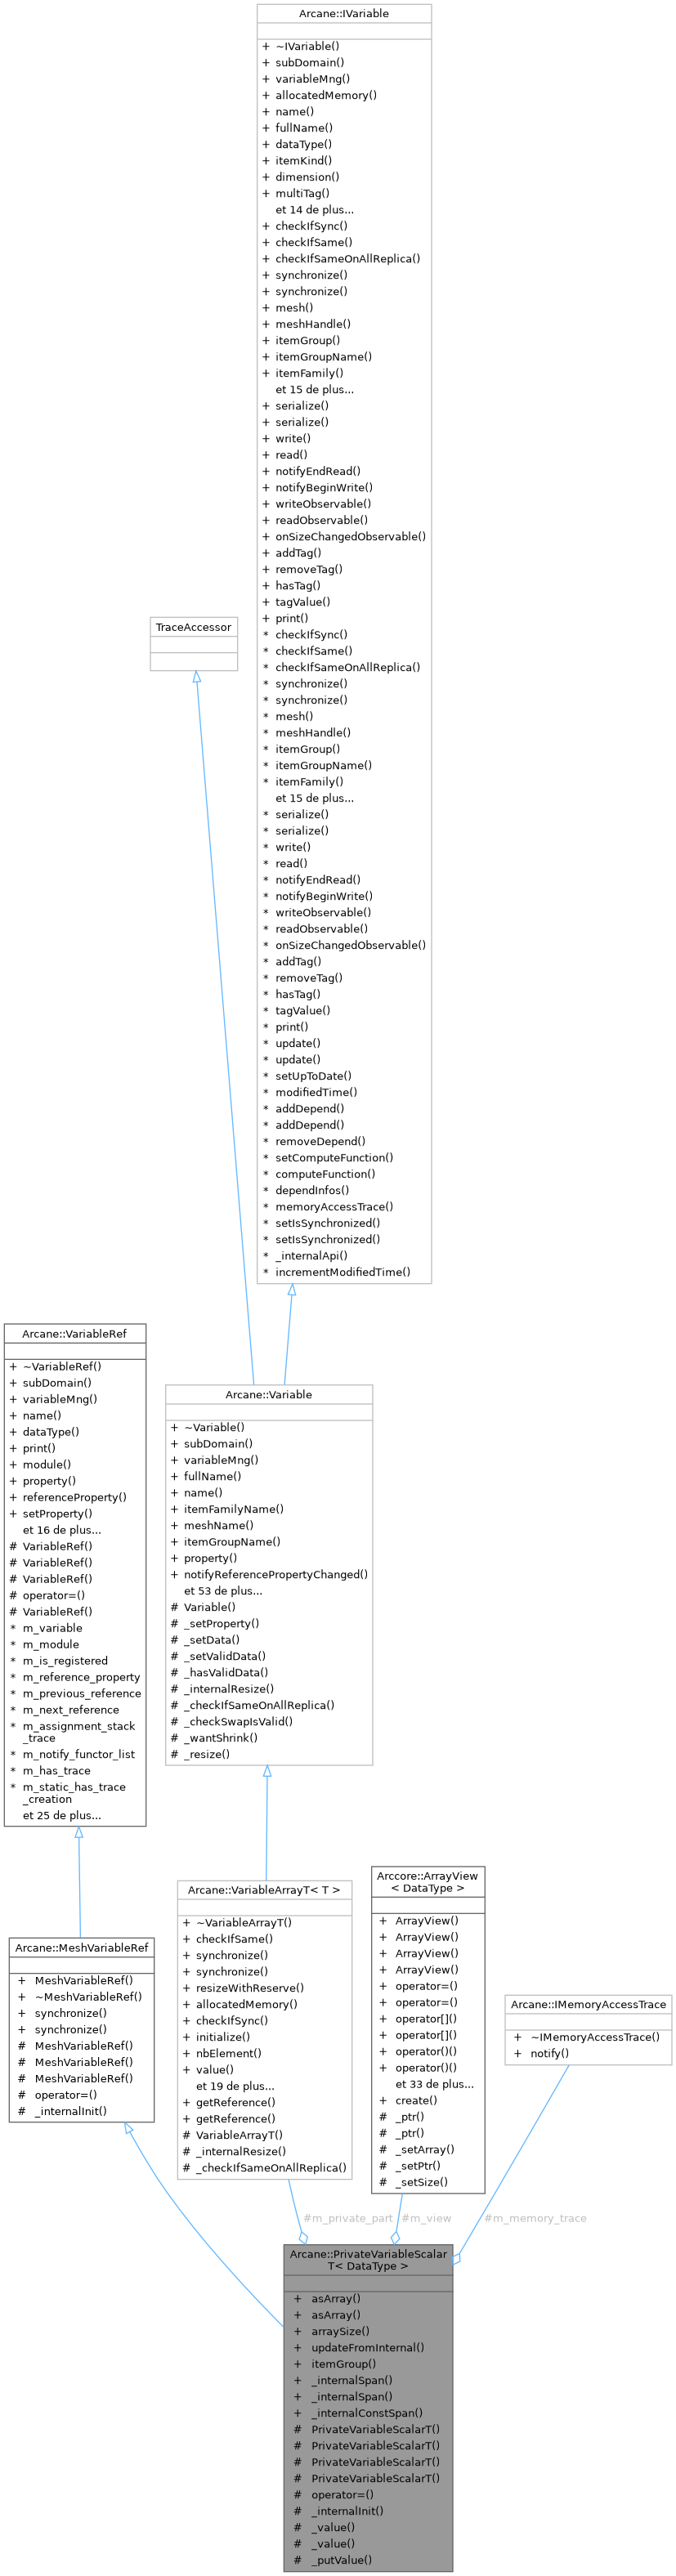 Arcane::IVariable
+ ~IVariable()
+ subDomain()
+ variableMng()
+ allocatedMemory()
+ name()
+ fullName()
+ dataType()
+ itemKind()
+ dimension()
+ multiTag()
et 14 de plus...
+ checkIfSync()
+ checkIfSame()
+ checkIfSameOnAllReplica()
+ synchronize()
+ synchronize()
+ mesh()
+ meshHandle()
+ itemGroup()
+ itemGroupName()
+ itemFamily()
et 15 de plus...
+ serialize()
+ serialize()
+ write()
+ read()
+ notifyEndRead()
+ notifyBeginWrite()
+ writeObservable()
+ readObservable()
+ onSizeChangedObservable()
+ addTag()
+ removeTag()
+ hasTag()
+ tagValue()
+ print()
* checkIfSync()
* checkIfSame()
* checkIfSameOnAllReplica()
* synchronize()
* synchronize()
* mesh()
* meshHandle()
* itemGroup()
* itemGroupName()
* itemFamily()
et 15 de plus...
* serialize()
* serialize()
* write()
* read()
* notifyEndRead()
* notifyBeginWrite()
* writeObservable()
* readObservable()
* onSizeChangedObservable()
* addTag()
* removeTag()
* hasTag()
* tagValue()
* print()
* update()
* update()
* setUpToDate()
* modifiedTime()
* addDepend()
* addDepend()
* removeDepend()
* setComputeFunction()
* computeFunction()
* dependInfos()
* memoryAccessTrace()
* setIsSynchronized()
* setIsSynchronized()
* _internalApi()
* incrementModifiedTime()
TraceAccessor
Arcane::VariableRef
+ ~VariableRef()
+ subDomain()
+ variableMng()
+ name()
+ dataType()
+ print()
+ module()
+ property()
+ referenceProperty()
+ setProperty()
et 16 de plus...
# VariableRef()
# VariableRef()
# VariableRef()
# operator=()
# VariableRef()
* m_variable
* m_module
* m_is_registered
* m_reference_property
* m_previous_reference
* m_next_reference
* m_assignment_stack
_trace
* m_notify_functor_list
* m_has_trace
* m_static_has_trace
_creation
et 25 de plus...
Arcane::Variable
+ ~Variable()
+ subDomain()
+ variableMng()
+ fullName()
+ name()
+ itemFamilyName()
+ meshName()
+ itemGroupName()
+ property()
+ notifyReferencePropertyChanged()
et 53 de plus...
# Variable()
# _setProperty()
# _setData()
# _setValidData()
# _hasValidData()
# _internalResize()
# _checkIfSameOnAllReplica()
# _checkSwapIsValid()
# _wantShrink()
# _resize()
Arcane::MeshVariableRef
+ MeshVariableRef()
+ ~MeshVariableRef()
+ synchronize()
+ synchronize()
# MeshVariableRef()
# MeshVariableRef()
# MeshVariableRef()
# operator=()
# _internalInit()
Arcane::VariableArrayT< T >
+ ~VariableArrayT()
+ checkIfSame()
+ synchronize()
+ synchronize()
+ resizeWithReserve()
+ allocatedMemory()
+ checkIfSync()
+ initialize()
+ nbElement()
+ value()
et 19 de plus...
+ getReference()
+ getReference()
# VariableArrayT()
# _internalResize()
# _checkIfSameOnAllReplica()
Arccore::ArrayView
< DataType >
+ ArrayView()
+ ArrayView()
+ ArrayView()
+ ArrayView()
+ operator=()
+ operator=()
+ operator[]()
+ operator[]()
+ operator()()
+ operator()()
et 33 de plus...
+ create()
# _ptr()
# _ptr()
# _setArray()
# _setPtr()
# _setSize()
Arcane::IMemoryAccessTrace
+ ~IMemoryAccessTrace()
+ notify()
#m_private_part
#m_view
#m_memory_trace
Arcane::PrivateVariableScalar
T< DataType >
+ asArray()
+ asArray()
+ arraySize()
+ updateFromInternal()
+ itemGroup()
+ _internalSpan()
+ _internalSpan()
+ _internalConstSpan()
# PrivateVariableScalarT()
# PrivateVariableScalarT()
# PrivateVariableScalarT()
# PrivateVariableScalarT()
# operator=()
# _internalInit()
# _value()
# _value()
# _putValue()